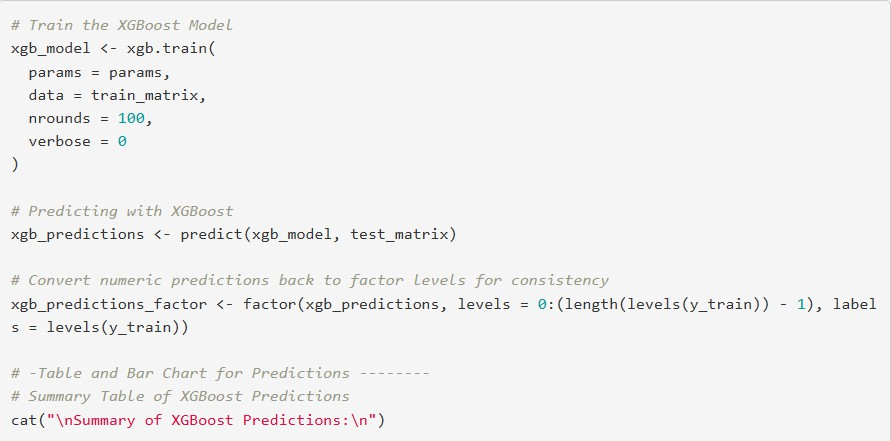 # Train the XGBoost Model
xgb_model <- xgb.train(
  params = params,
  data = train_matrix,
  nrounds = 100,
  verbose = 0
)

# Predicting with XGBoost
xgb_predictions <- predict(xgb_model, test_matrix)

# Convert numeric predictions back to factor levels for consistency
xgb_predictions_factor <- factor(xgb_predictions, levels = 0:(length(levels(y_train)) - 1), label
s = levels(y_train))

# -Table and Bar Chart for Predictions --------
# Summary Table of XGBoost Predictions
cat("\nSummary of XGBoost Predictions:\n")